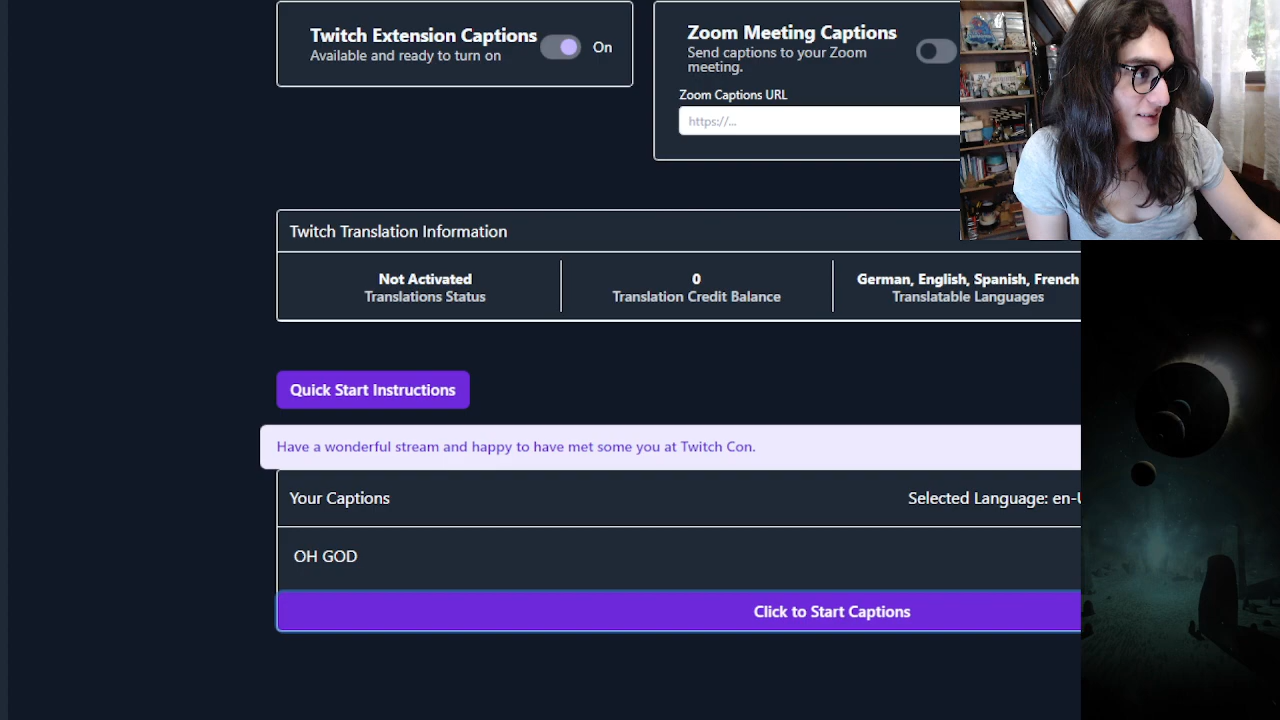 Twitch Extension Captions
Available and ready to turn on
On
Zoom Meeting Captions
Send captions to your Zoom
meeting.
Zoom Captions URL
https://...
Twitch Translation Information
Not Activated
Translations Status
0
Translation Credit Balance
German, English, Spanish, French
Translatable Languages
Quick Start Instructions
Have a wonderful stream and happy to have met some you at Twitch Con.
Your Captions
Selected Language: en-U
OH GOD
Click to Start Captions